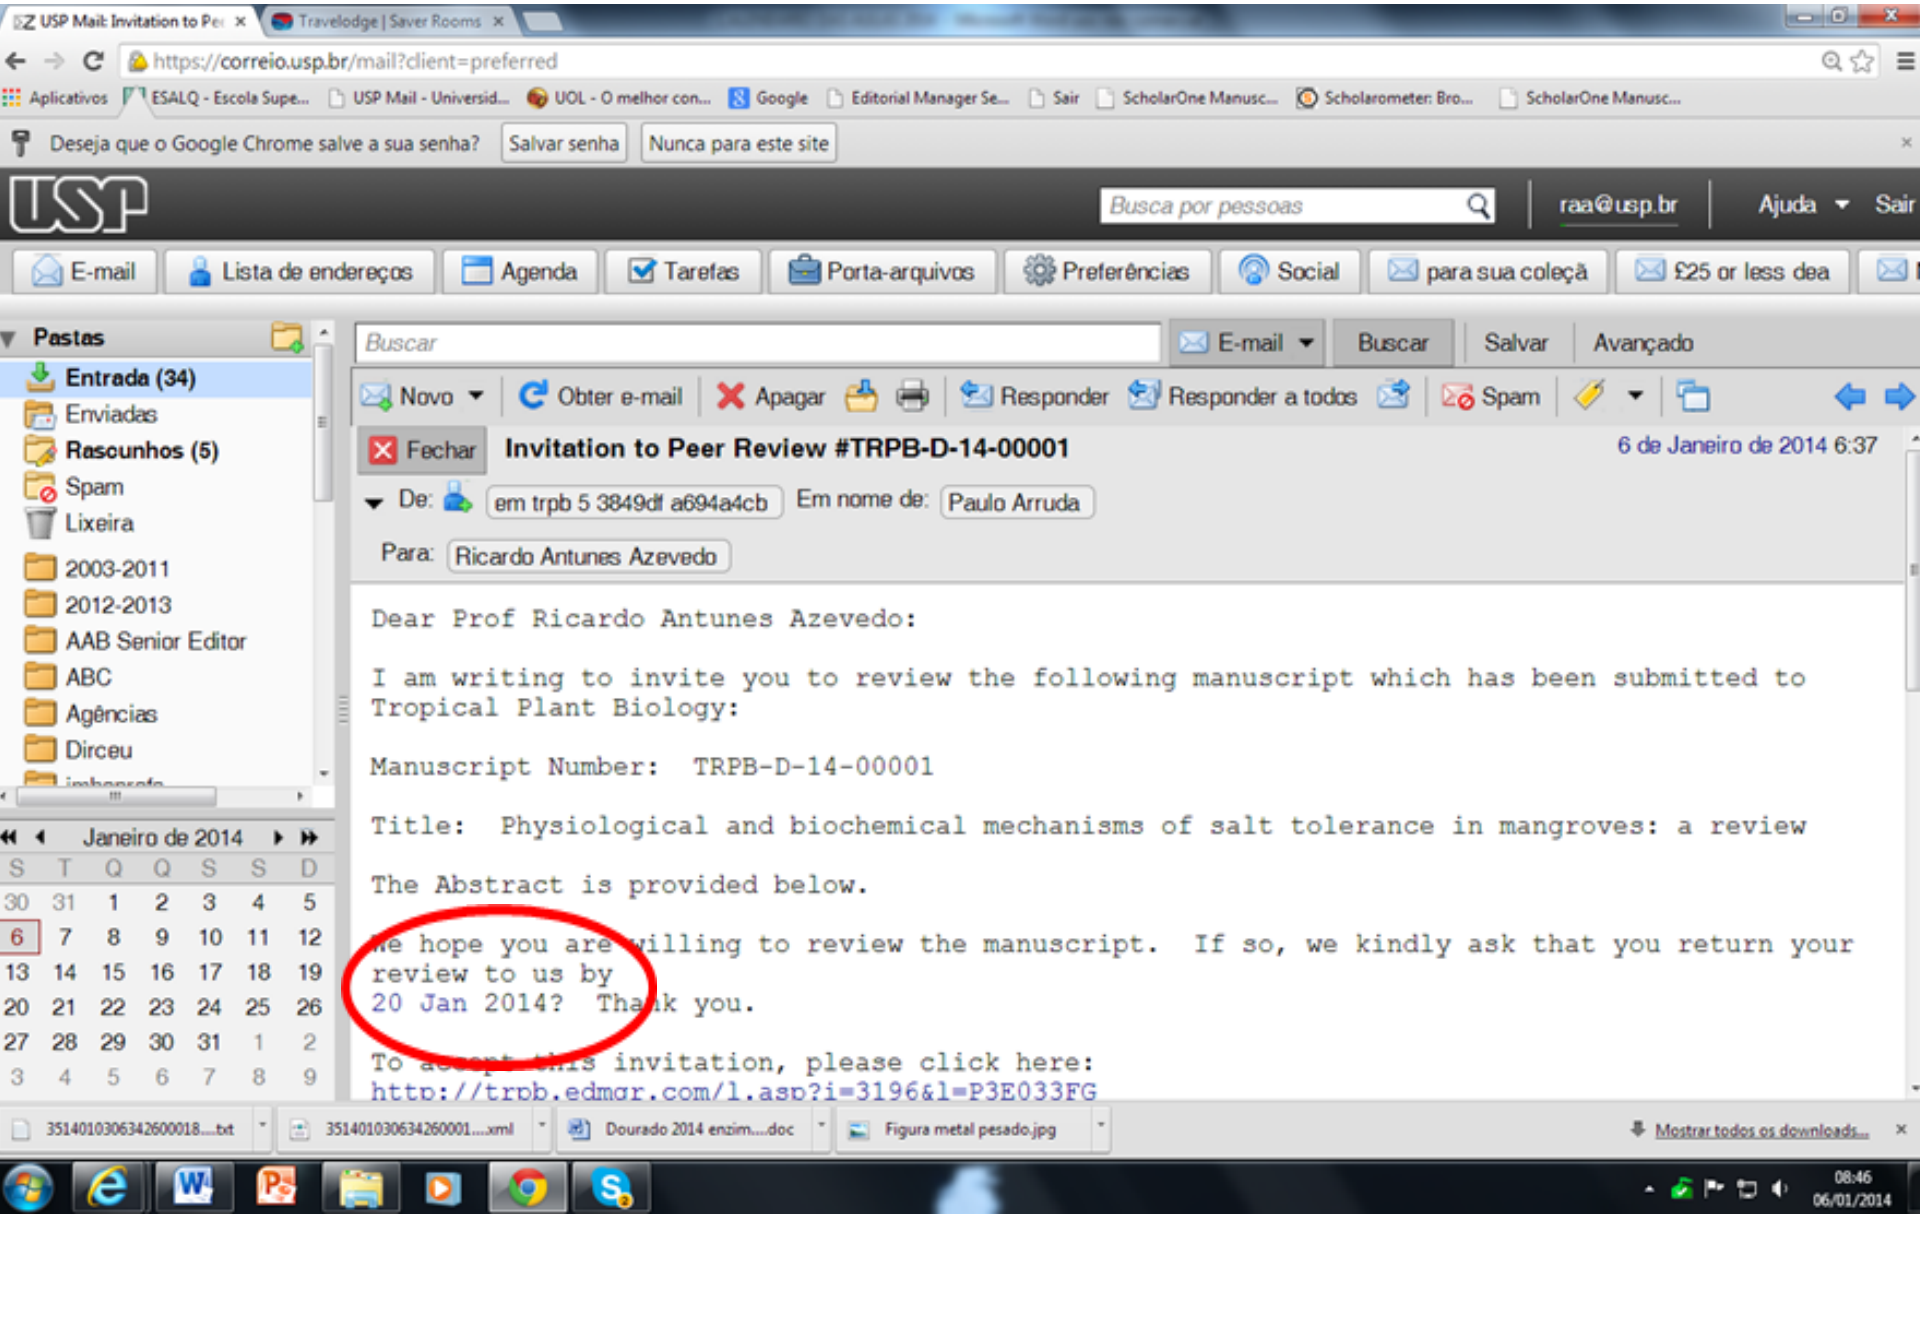 USP Mail: Invitation to Pe
Travelodge | Saver Rooms
https://correio.usp.br/mail?client=preferred
Aplicativos ESALQ - Escola Supe... USP Mail - Universid... UOL - O melhor con... Google Editorial Manager Se... Sair ScholarOne Manusc... Scholarometer: Bro... ScholarOne Manusc...
Deseja que o Google Chrome salve a sua senha? Salvar senha Nunca para este site
USP Busca por pessoas raa@usp.br Ajuda Sair
E-mail Lista de endereços Agenda Tarefas Porta-arquivos Preferências Social para sua coleçã £25 or less dea
Pastas
Entrada (34)
Enviadas
Rascunhos (5)
Spam
Lixeira
2003-2011
2012-2013
AAB Senior Editor
ABC
Agências
Dirceu
Janeiro de 2014
S T Q Q S S D
30 31 1 2 3 4 5
6 7 8 9 10 11 12
13 14 15 16 17 18 19
20 21 22 23 24 25 26
27 28 29 30 31 1 2
3 4 5 6 7 8 9
Buscar E-mail Buscar Salvar Avançado
Novo Obter e-mail Apagar Responder Responder a todos Spam
Fechar Invitation to Peer Review #TRPB-D-14-00001 6 de Janeiro de 2014 6:37
De: em trpb 5 3849df a694a4cb Em nome de: Paulo Arruda
Para: Ricardo Antunes Azevedo
Dear Prof Ricardo Antunes Azevedo:
I am writing to invite you to review the following manuscript which has been submitted to
Tropical Plant Biology:
Manuscript Number: TRPB-D-14-00001
Title: Physiological and biochemical mechanisms of salt tolerance in mangroves: a review
The Abstract is provided below.
We hope you are willing to review the manuscript. If so, we kindly ask that you return your
review to us by
20 Jan 2014? Thank you.
To accept this invitation, please click here:
http://trpb.edmgr.com/l.asp?i=3196&l=P3E033FG
3514010306342600018....txt 351401030634260001....xml Dourado 2014 enzim....doc Figura metal pesado.jpg Mostrar todos os downloads...
08:46
06/01/2014